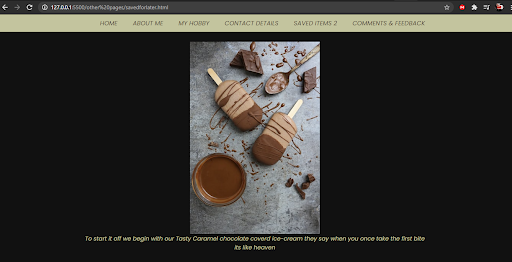 127.0.0.1:5500/other%20pages/savedforlater.html
HOME ABOUT ME MY HOBBY CONTACT DETAILS SAVED ITEMS 2 COMMENTS & FEEDBACK
To start it off we begin with our Tasty Caramel chocolate coverd ice-cream they say when you once take the first bite
its like heaven